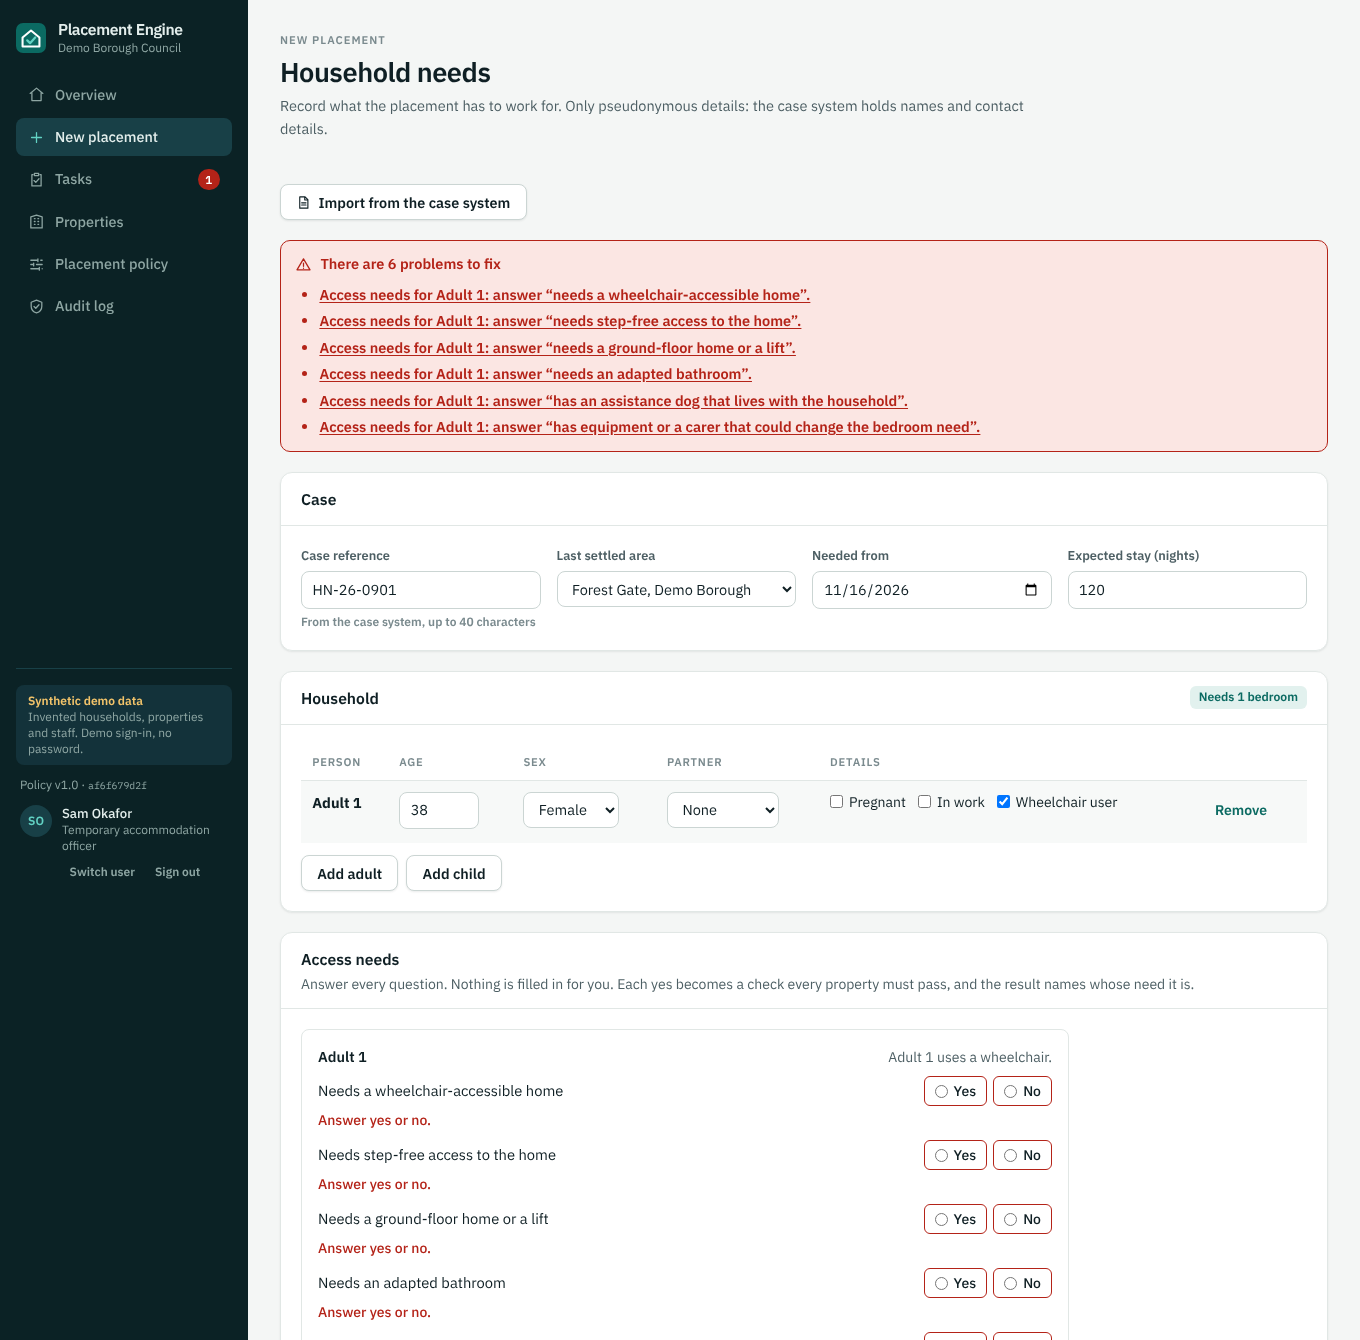 Placement Engine
Demo Borough Council
Overview
New placement
Tasks
1
Properties
Placement policy
Audit log
Synthetic demo data
Invented households, properties
and staff. Demo sign-in, no
password.
Policy v1.0 · af6f679d2f
SO
Sam Okafor
Temporary accommodation
officer
Switch user
Sign out
NEW PLACEMENT
Household needs
Record what the placement has to work for. Only pseudonymous details: the case system holds names and contact
details.
Import from the case system
There are 6 problems to fix
Access needs for Adult 1: answer “needs a wheelchair-accessible home”.
Access needs for Adult 1: answer “needs step-free access to the home”.
Access needs for Adult 1: answer “needs a ground-floor home or a lift”.
Access needs for Adult 1: answer “needs an adapted bathroom”.
Access needs for Adult 1: answer “has an assistance dog that lives with the household”.
Access needs for Adult 1: answer “has equipment or a carer that could change the bedroom need”.
Case
Case reference
Last settled area
Needed from
Expected stay (nights)
HN-26-0901
Forest Gate, Demo Borough
11/16/2026
120
From the case system, up to 40 characters
Household
Needs 1 bedroom
PERSON AGE SEX PARTNER DETAILS
Adult 1
38
Female
None
Pregnant
In work
Wheelchair user
Remove
Add adult
Add child
Access needs
Answer every question. Nothing is filled in for you. Each yes becomes a check every property must pass, and the result names whose need it is.
Adult 1
Adult 1 uses a wheelchair.
Needs a wheelchair-accessible home
Yes No
Answer yes or no.
Needs step-free access to the home
Yes No
Answer yes or no.
Needs a ground-floor home or a lift
Yes No
Answer yes or no.
Needs an adapted bathroom
Yes No
Answer yes or no.